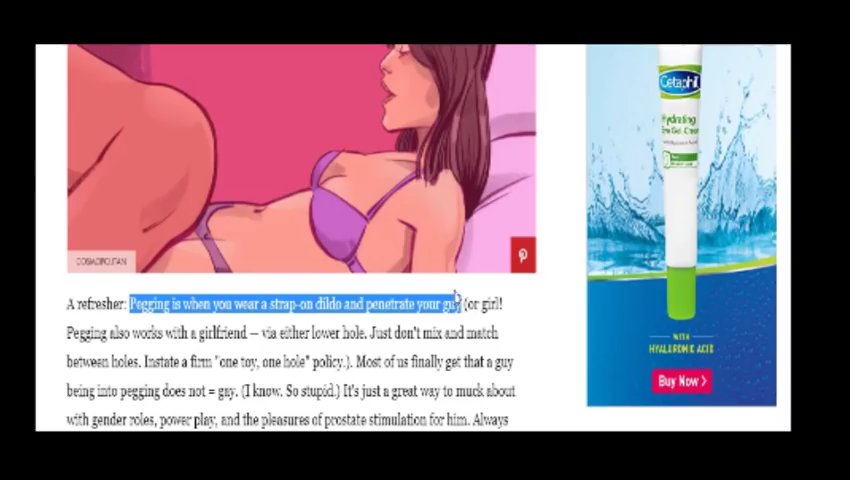 Cetaphil
Hydrating
Eye Gel-Cream
COSMOPOLITAN
A refresher: Pegging is when you wear a strap-on dildo and penetrate your guy (or girl!
Pegging also works with a girlfriend – via either lower hole. Just don't mix and match
between holes. Instate a firm "one toy, one hole" policy.). Most of us finally get that a guy
being into pegging does not = gay. (I know. So stupid.) It's just a great way to muck about
with gender roles, power play, and the pleasures of prostate stimulation for him. Always
WITH
HYALURONIC ACID
Buy Now >